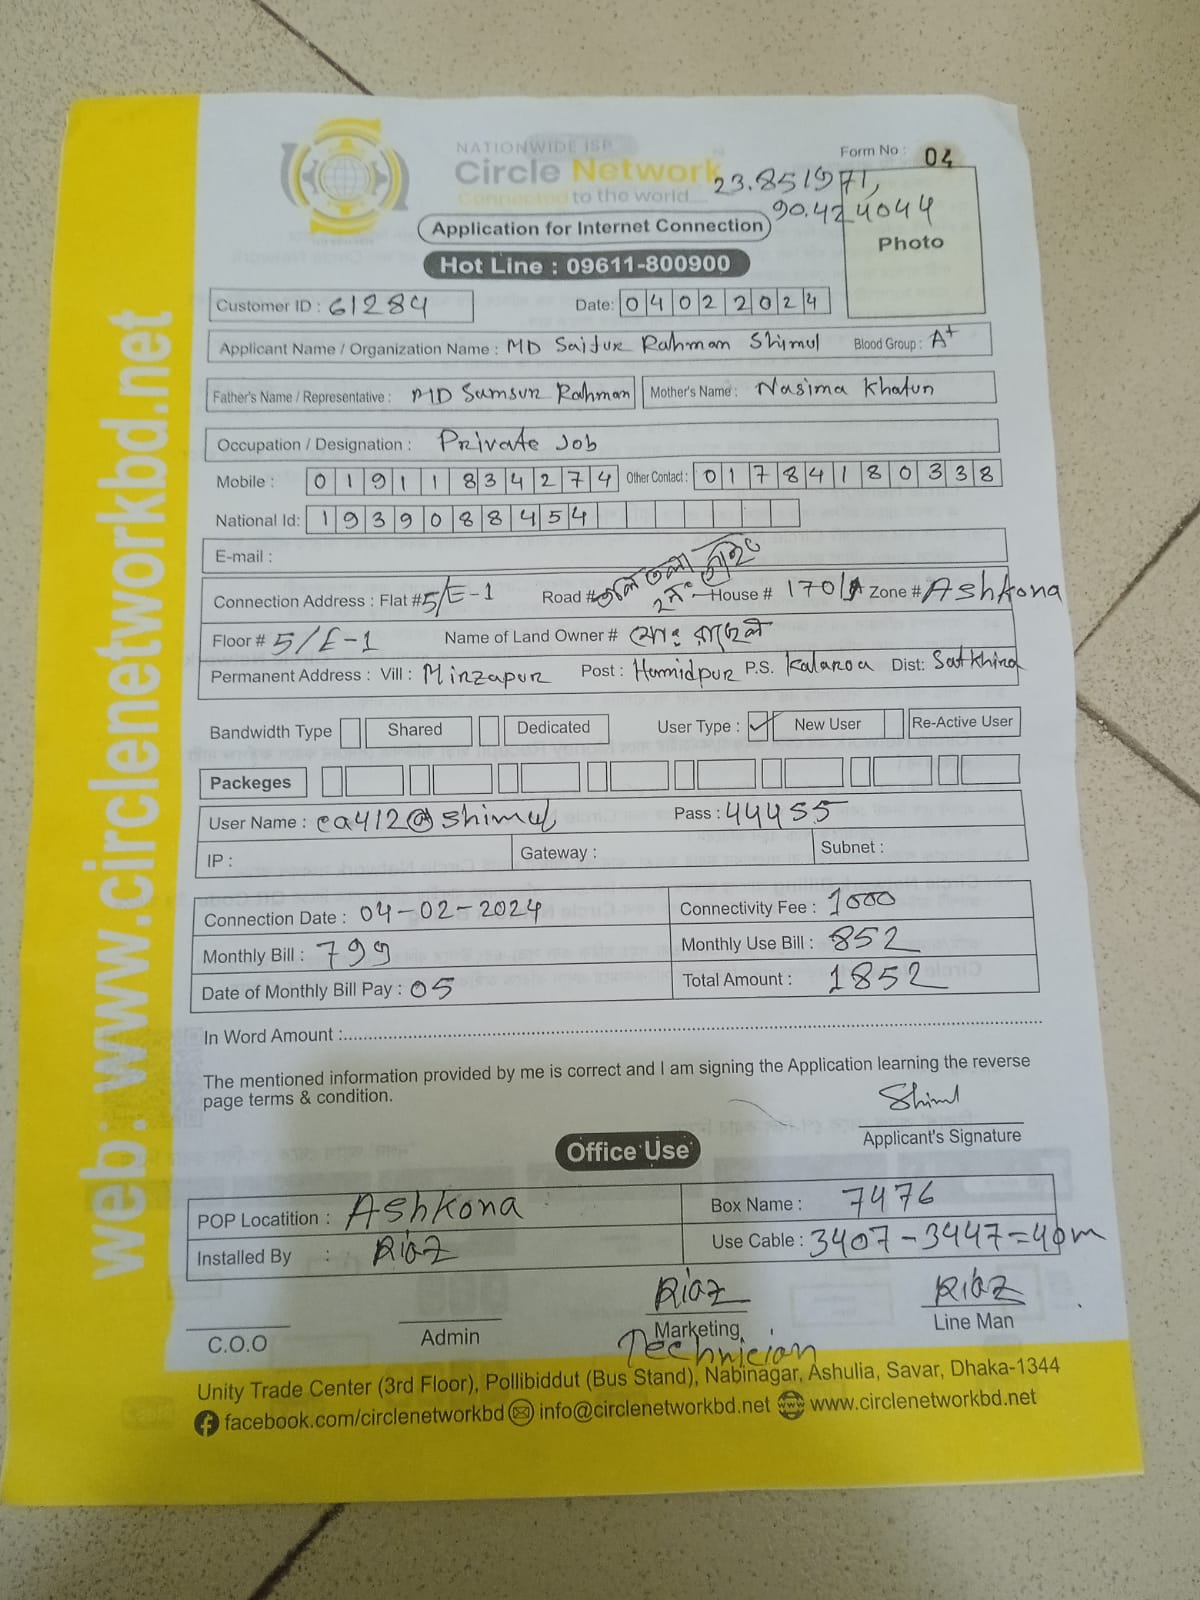 NATIONWIDE ISP
Circle Network
Connected to the world...
Form No : 04
23.851971,
90.424044
Photo
Application for Internet Connection
Hot Line : 09611-800900
Customer ID : 61284
Date: 04022024
Applicant Name / Organization Name : MD Saifur Rahman Shimul Blood Group : A+
Father's Name / Representative : MD Samsur Rahman Mother's Name : Nasima Khatun
Occupation / Designation : Private Job
Mobile : 01911834274 Other Contact : 01784180338
National Id: 1939088454
E-mail :
Connection Address : Flat # 5/E-1 Road # তলা ২নং House # 170/A Zone # Ashkona
Floor # 5/E-1 Name of Land Owner # মোঃ
Permanent Address : Vill : Mirzapur Post : Hamidpur P.S. Kalaroa Dist: Satkhira
Bandwidth Type Shared Dedicated User Type : ✓ New User Re-Active User
Packeges
User Name : ca412@shimul Pass : 44455
IP : Gateway : Subnet :
Connection Date : 04-02-2024 Connectivity Fee : 1000
Monthly Bill : 799 Monthly Use Bill : 852
Date of Monthly Bill Pay : 05 Total Amount : 1852
In Word Amount :
The mentioned information provided by me is correct and I am signing the Application learning the reverse
page terms & condition.
Shiml
Applicant's Signature
Office Use
POP Locatition : Ashkona Box Name : 7476
Installed By : Riaz Use Cable : 3407-3447=40m
Riaz Riaz
C.O.O Admin Marketing Line Man
Technician
Unity Trade Center (3rd Floor), Pollibiddut (Bus Stand), Nabinagar, Ashulia, Savar, Dhaka-1344
facebook.com/circlenetworkbd info@circlenetworkbd.net www.circlenetworkbd.net
web: www.circlenetworkbd.net